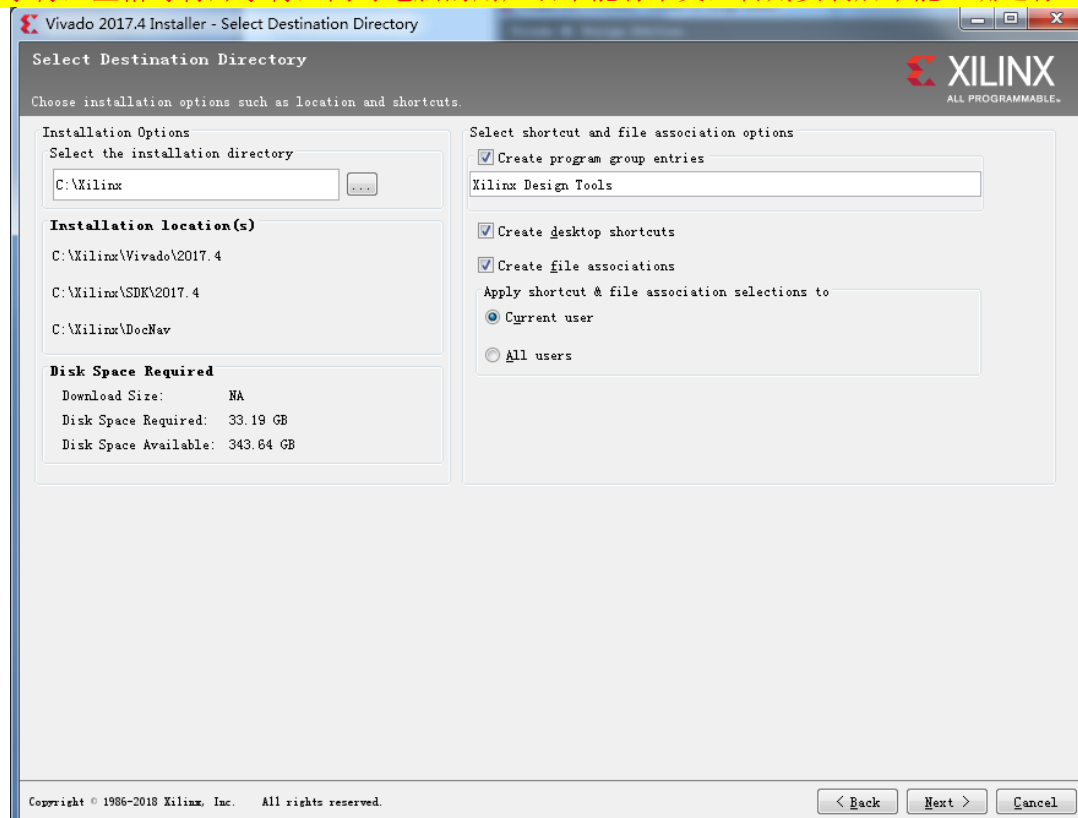 Vivado 2017.4 Installer - Select Destination Directory
Select Destination Directory
Choose installation options such as location and shortcuts.
XILINX
ALL PROGRAMMABLE.
Installation Options
Select the installation directory
C:\Xilinx
...
Installation location(s)
C:\Xilinx\Vivado\2017.4
C:\Xilinx\SDK\2017.4
C:\Xilinx\DocNav
Disk Space Required
Download Size: NA
Disk Space Required: 33.19 GB
Disk Space Available: 343.64 GB
Select shortcut and file association options
Create program group entries
Xilinx Design Tools
Create desktop shortcuts
Create file associations
Apply shortcut & file association selections to
Current user
All users
Copyright © 1986-2018 Xilinx, Inc. All rights reserved.
< Back
Next >
Cancel